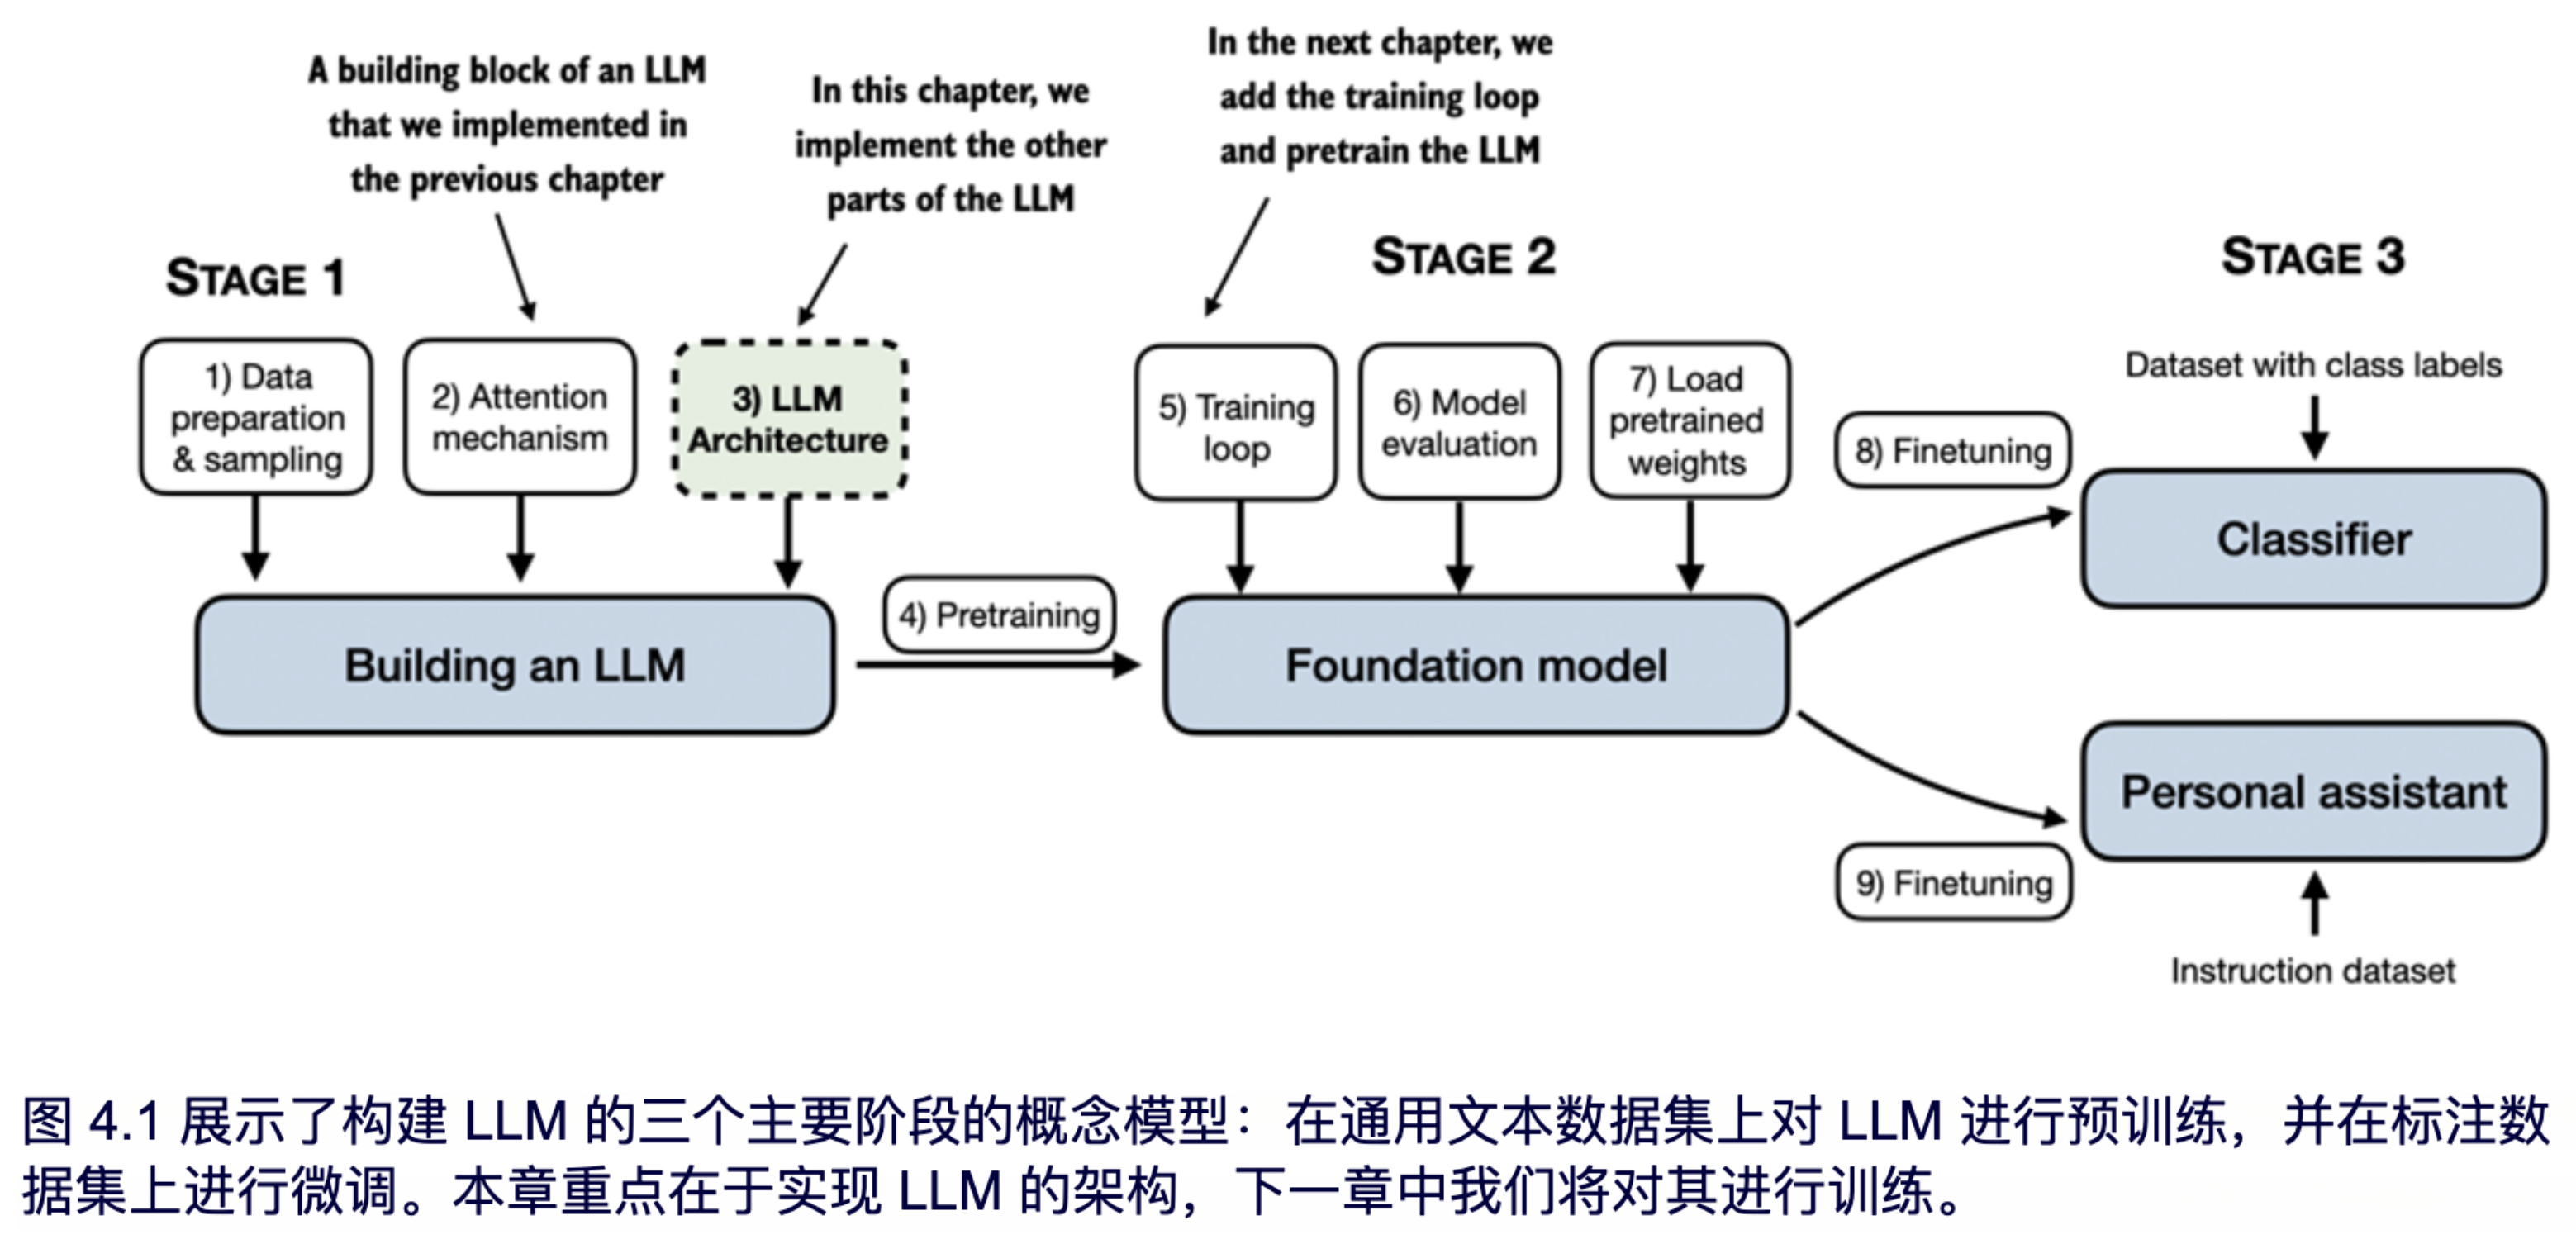 A building block of an LLM
that we implemented in
the previous chapter
In this chapter, we
implement the other
parts of the LLM
In the next chapter, we
add the training loop
and pretrain the LLM
STAGE 1
STAGE 2
STAGE 3
1) Data
preparation
& sampling
2) Attention
mechanism
3) LLM
Architecture
5) Training
loop
6) Model
evaluation
7) Load
pretrained
weights
Dataset with class labels
8) Finetuning
Classifier
4) Pretraining
Building an LLM
Foundation model
Personal assistant
9) Finetuning
Instruction dataset
图 4.1 展示了构建 LLM 的三个主要阶段的概念模型：在通用文本数据集上对 LLM 进行预训练，并在标注数
据集上进行微调。本章重点在于实现 LLM 的架构，下一章中我们将对其进行训练。